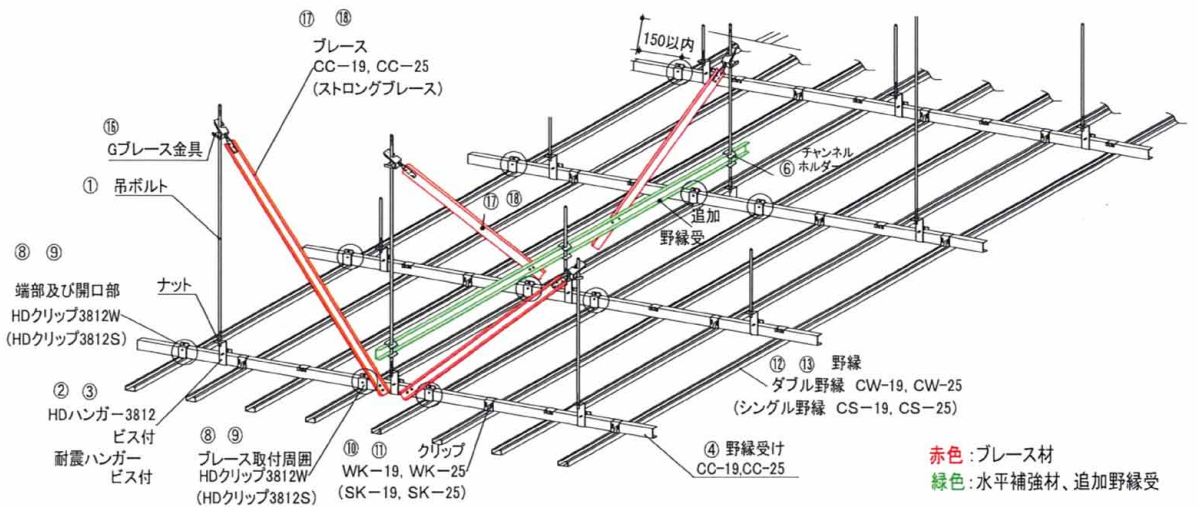 ⑰ ⑱
ブレース
CC－19, CC－25
(ストロングブレース)
150以内
⑯
Gブレース金具
① 吊ボルト
⑥ チャンネル
ホルダー
⑰ ⑱
追加
野縁受
⑧ ⑨
端部及び開口部
HDクリップ3812W
(HDクリップ3812S)
ナット
② ③
HDハンガー3812
ビス付
耐震ハンガー
ビス付
⑧ ⑨
ブレース取付周囲
HDクリップ3812W
(HDクリップ3812S)
⑩ ⑪ クリップ
WK－19, WK－25
(SK－19, SK－25)
⑫ ⑬ 野縁
ダブル野縁 CW-19, CW-25
(シングル野縁 CS－19, CS－25)
④ 野縁受け
CC-19,CC-25
赤色：ブレース材
緑色：水平補強材、追加野縁受